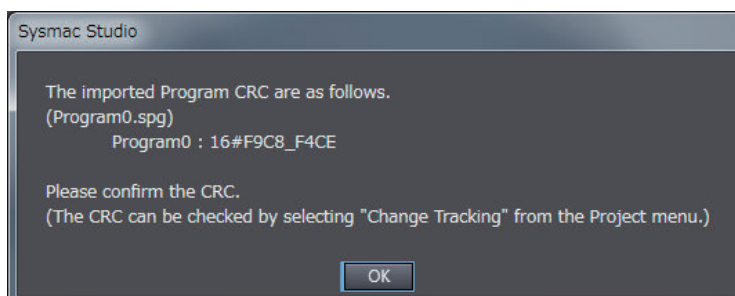 Sysmac Studio
The imported Program CRC are as follows.
(Program0.spg)
Program0 : 16#F9C8_F4CE
Please confirm the CRC.
(The CRC can be checked by selecting "Change Tracking" from the Project menu.)
OK